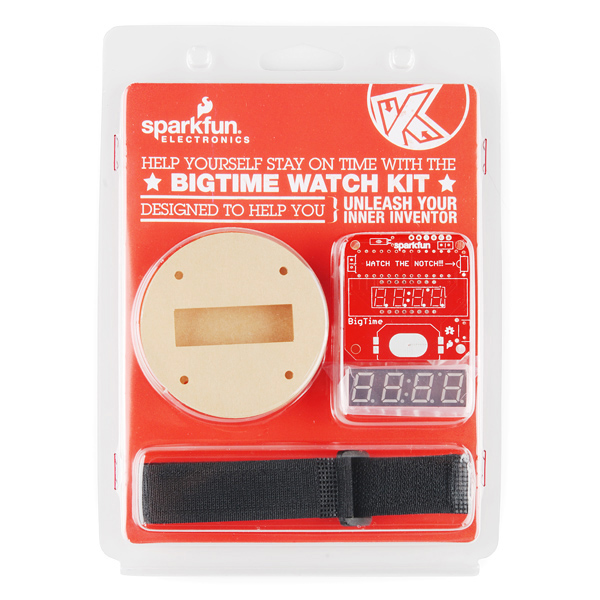 sparkfun.
ELECTRONICS
K
HELP YOURSELF STAY ON TIME WITH THE
★ BIGTIME WATCH KIT ★
DESIGNED TO HELP YOU } UNLEASH YOUR
INNER INVENTOR
sparkfun
WATCH THE NOTCH!!! →
BigTime